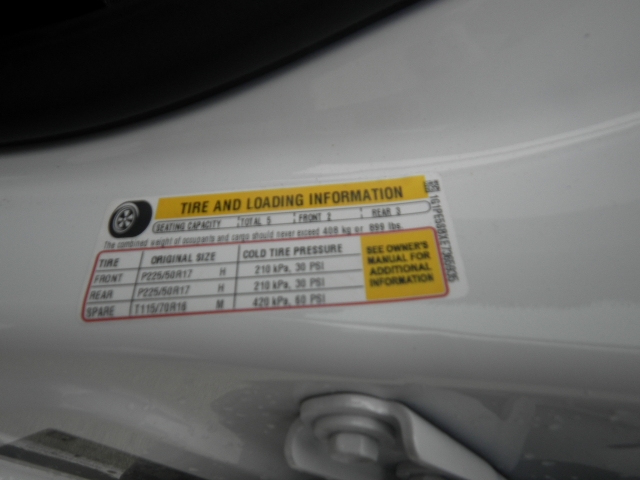 TIRE AND LOADING INFORMATION
SEATING CAPACITY TOTAL 5 FRONT 2 REAR 3
The combined weight of occupants and cargo should never exceed 408 kg or 899 lbs.
TIRE ORIGINAL SIZE COLD TIRE PRESSURE
FRONT P225/50R17 H 210 kPa, 30 PSI
REAR P225/50R17 H 210 kPa, 30 PSI
SPARE T115/70R16 M 420 kPa, 60 PSI
SEE OWNER'S
MANUAL FOR
ADDITIONAL
INFORMATION